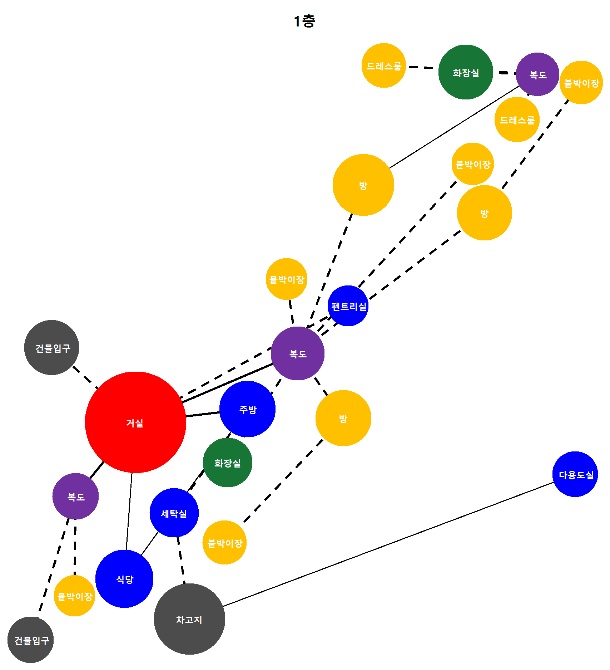 1층
드레스룸
화장실
복도
붙박이장
드레스룸
붙박이장
방
방
붙박이장
펜트리실
건물입구
복도
주방
방
거실
화장실
다용도실
복도
세탁실
붙박이장
식당
붙박이장
차고지
건물입구